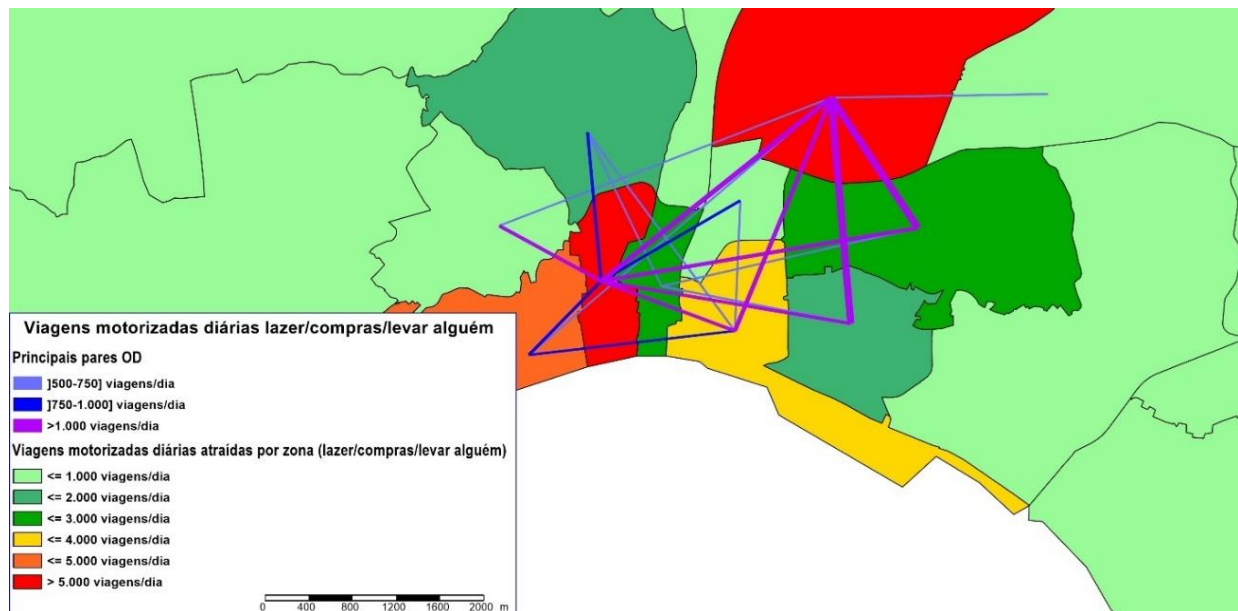 Viagens motorizadas diárias lazer/compras/levar alguém
Principais pares OD
]500-750] viagens/dia
]750-1.000] viagens/dia
>1.000 viagens/dia
Viagens motorizadas diárias atraídas por zona (lazer/compras/levar alguém)
<= 1.000 viagens/dia
<= 2.000 viagens/dia
<= 3.000 viagens/dia
<= 4.000 viagens/dia
<= 5.000 viagens/dia
> 5.000 viagens/dia
0 400 800 1200 1600 2000 m